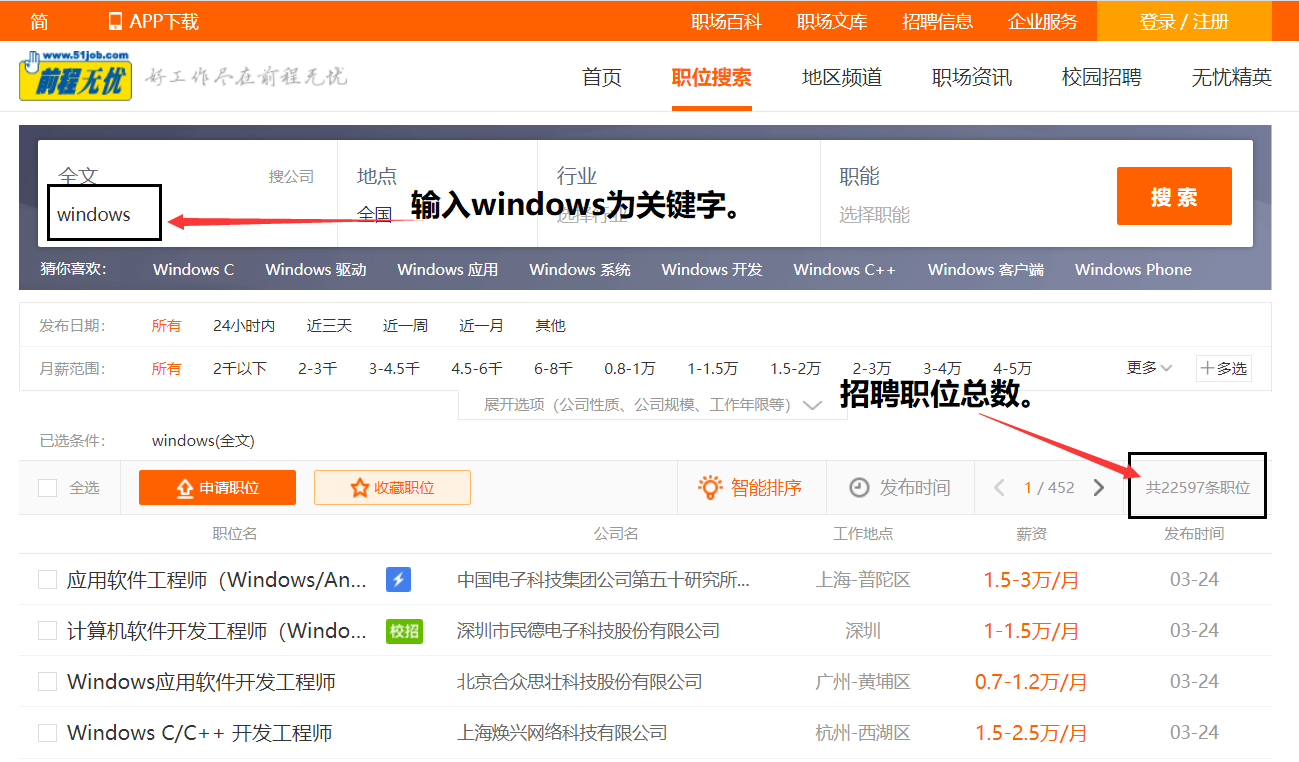 简 APP下载 职场百科 职场文库 招聘信息 企业服务 登录 / 注册
www.51job.com
前程无忧 好工作尽在前程无忧 首页 职位搜索 地区频道 职场资讯 校园招聘 无忧精英
全文 搜公司 地点 行业 职能
windows 全国 选择行业 选择职能 搜 索
输入windows为关键字。
猜你喜欢: Windows C Windows 驱动 Windows 应用 Windows 系统 Windows 开发 Windows C++ Windows 客户端 Windows Phone
发布日期: 所有 24小时内 近三天 近一周 近一月 其他
月薪范围: 所有 2千以下 2-3千 3-4.5千 4.5-6千 6-8千 0.8-1万 1-1.5万 1.5-2万 2-3万 3-4万 4-5万 更多 多选
展开选项（公司性质、公司规模、工作年限等） 招聘职位总数。
已选条件: windows(全文)
全选 申请职位 收藏职位 智能排序 发布时间 1 / 452 共22597条职位
职位名 公司名 工作地点 薪资 发布时间
应用软件工程师（Windows/An... 中国电子科技集团公司第五十研究所... 上海-普陀区 1.5-3万/月 03-24
计算机软件开发工程师（Windo... 校招 深圳市民德电子科技股份有限公司 深圳 1-1.5万/月 03-24
Windows应用软件开发工程师 北京合众思壮科技股份有限公司 广州-黄埔区 0.7-1.2万/月 03-24
Windows C/C++ 开发工程师 上海焕兴网络科技有限公司 杭州-西湖区 1.5-2.5万/月 03-24